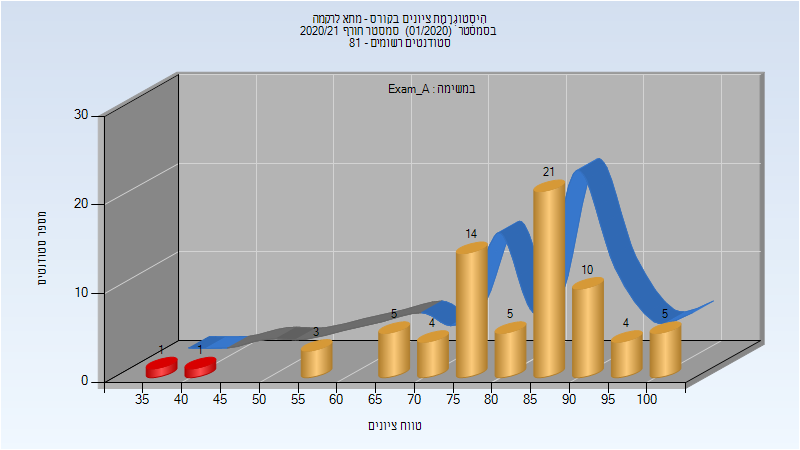 היסטוגרמת ציונים בקורס - מתא לרקמה
בסמסטר (01/2020) סמסטר חורף 2020/21
סטודנטים רשומים - 81
במשימה : Exam_A
מספר סטודנטים
30
20
10
0
1
1
3
5
4
14
5
21
10
4
5
35 40 45 50 55 60 65 70 75 80 85 90 95 100
טווח ציונים